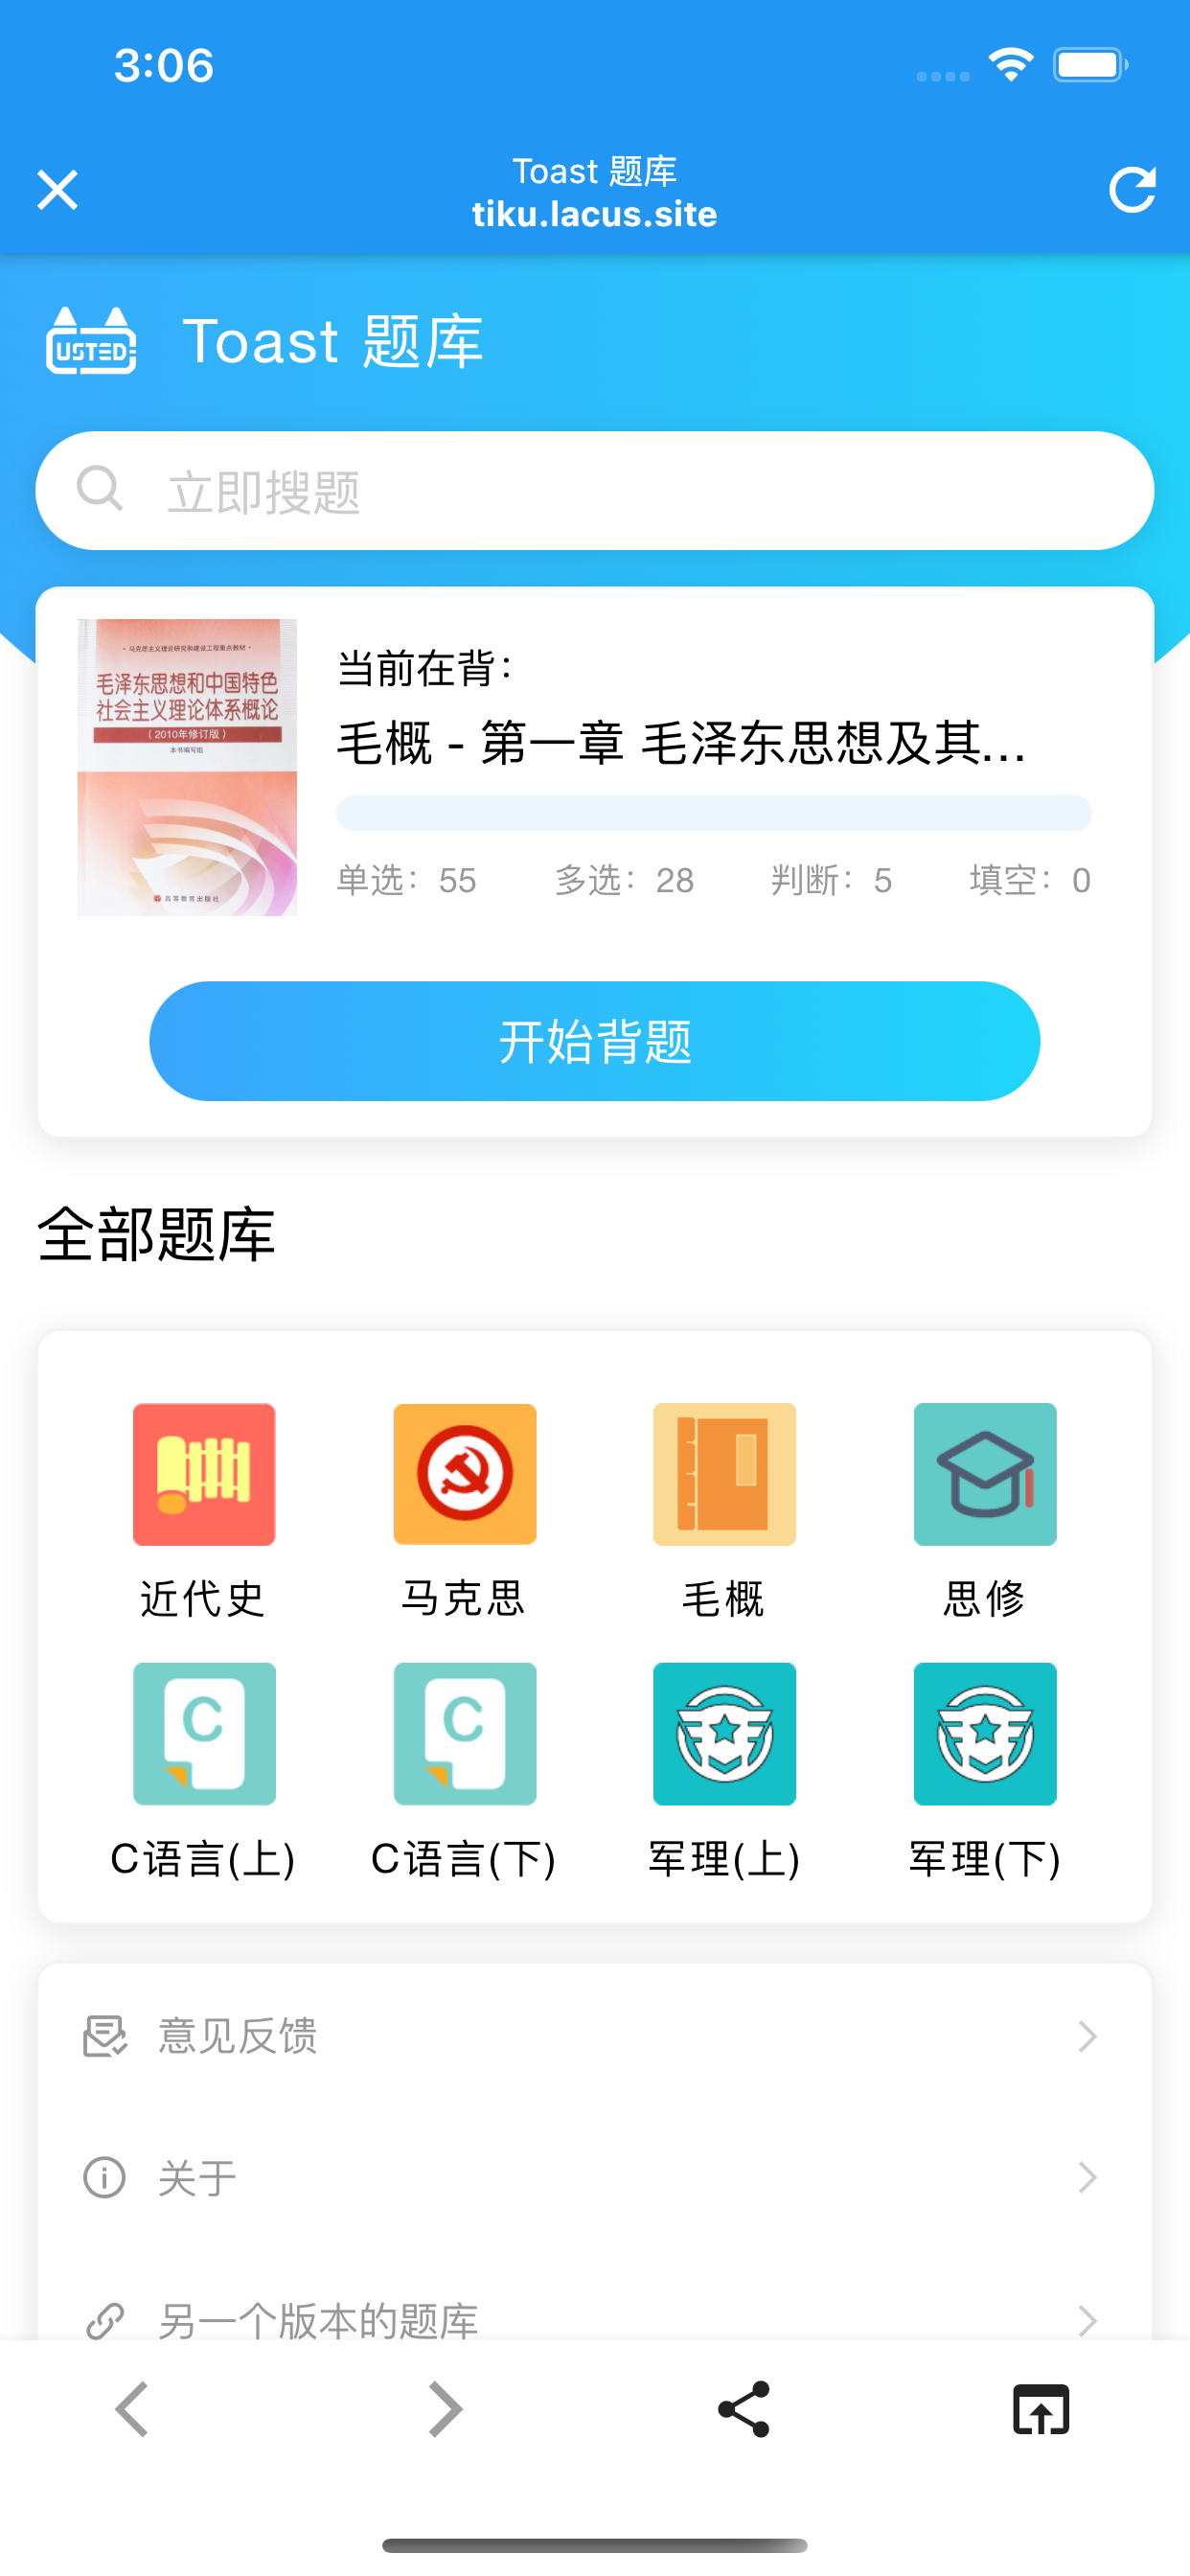 3:06
Toast 题库
tiku.lacus.site
USTED
Toast 题库
立即搜题
·马克思主义理论研究和建设工程重点教材·
毛泽东思想和中国特色
社会主义理论体系概论
(2010年修订版)
本书编写组
高等教育出版社
当前在背：
毛概 - 第一章 毛泽东思想及其...
单选：55 多选：28 判断：5 填空：0
开始背题
全部题库
近代史 马克思 毛概 思修
C C
C语言(上) C语言(下) 军理(上) 军理(下)
意见反馈
关于
另一个版本的题库